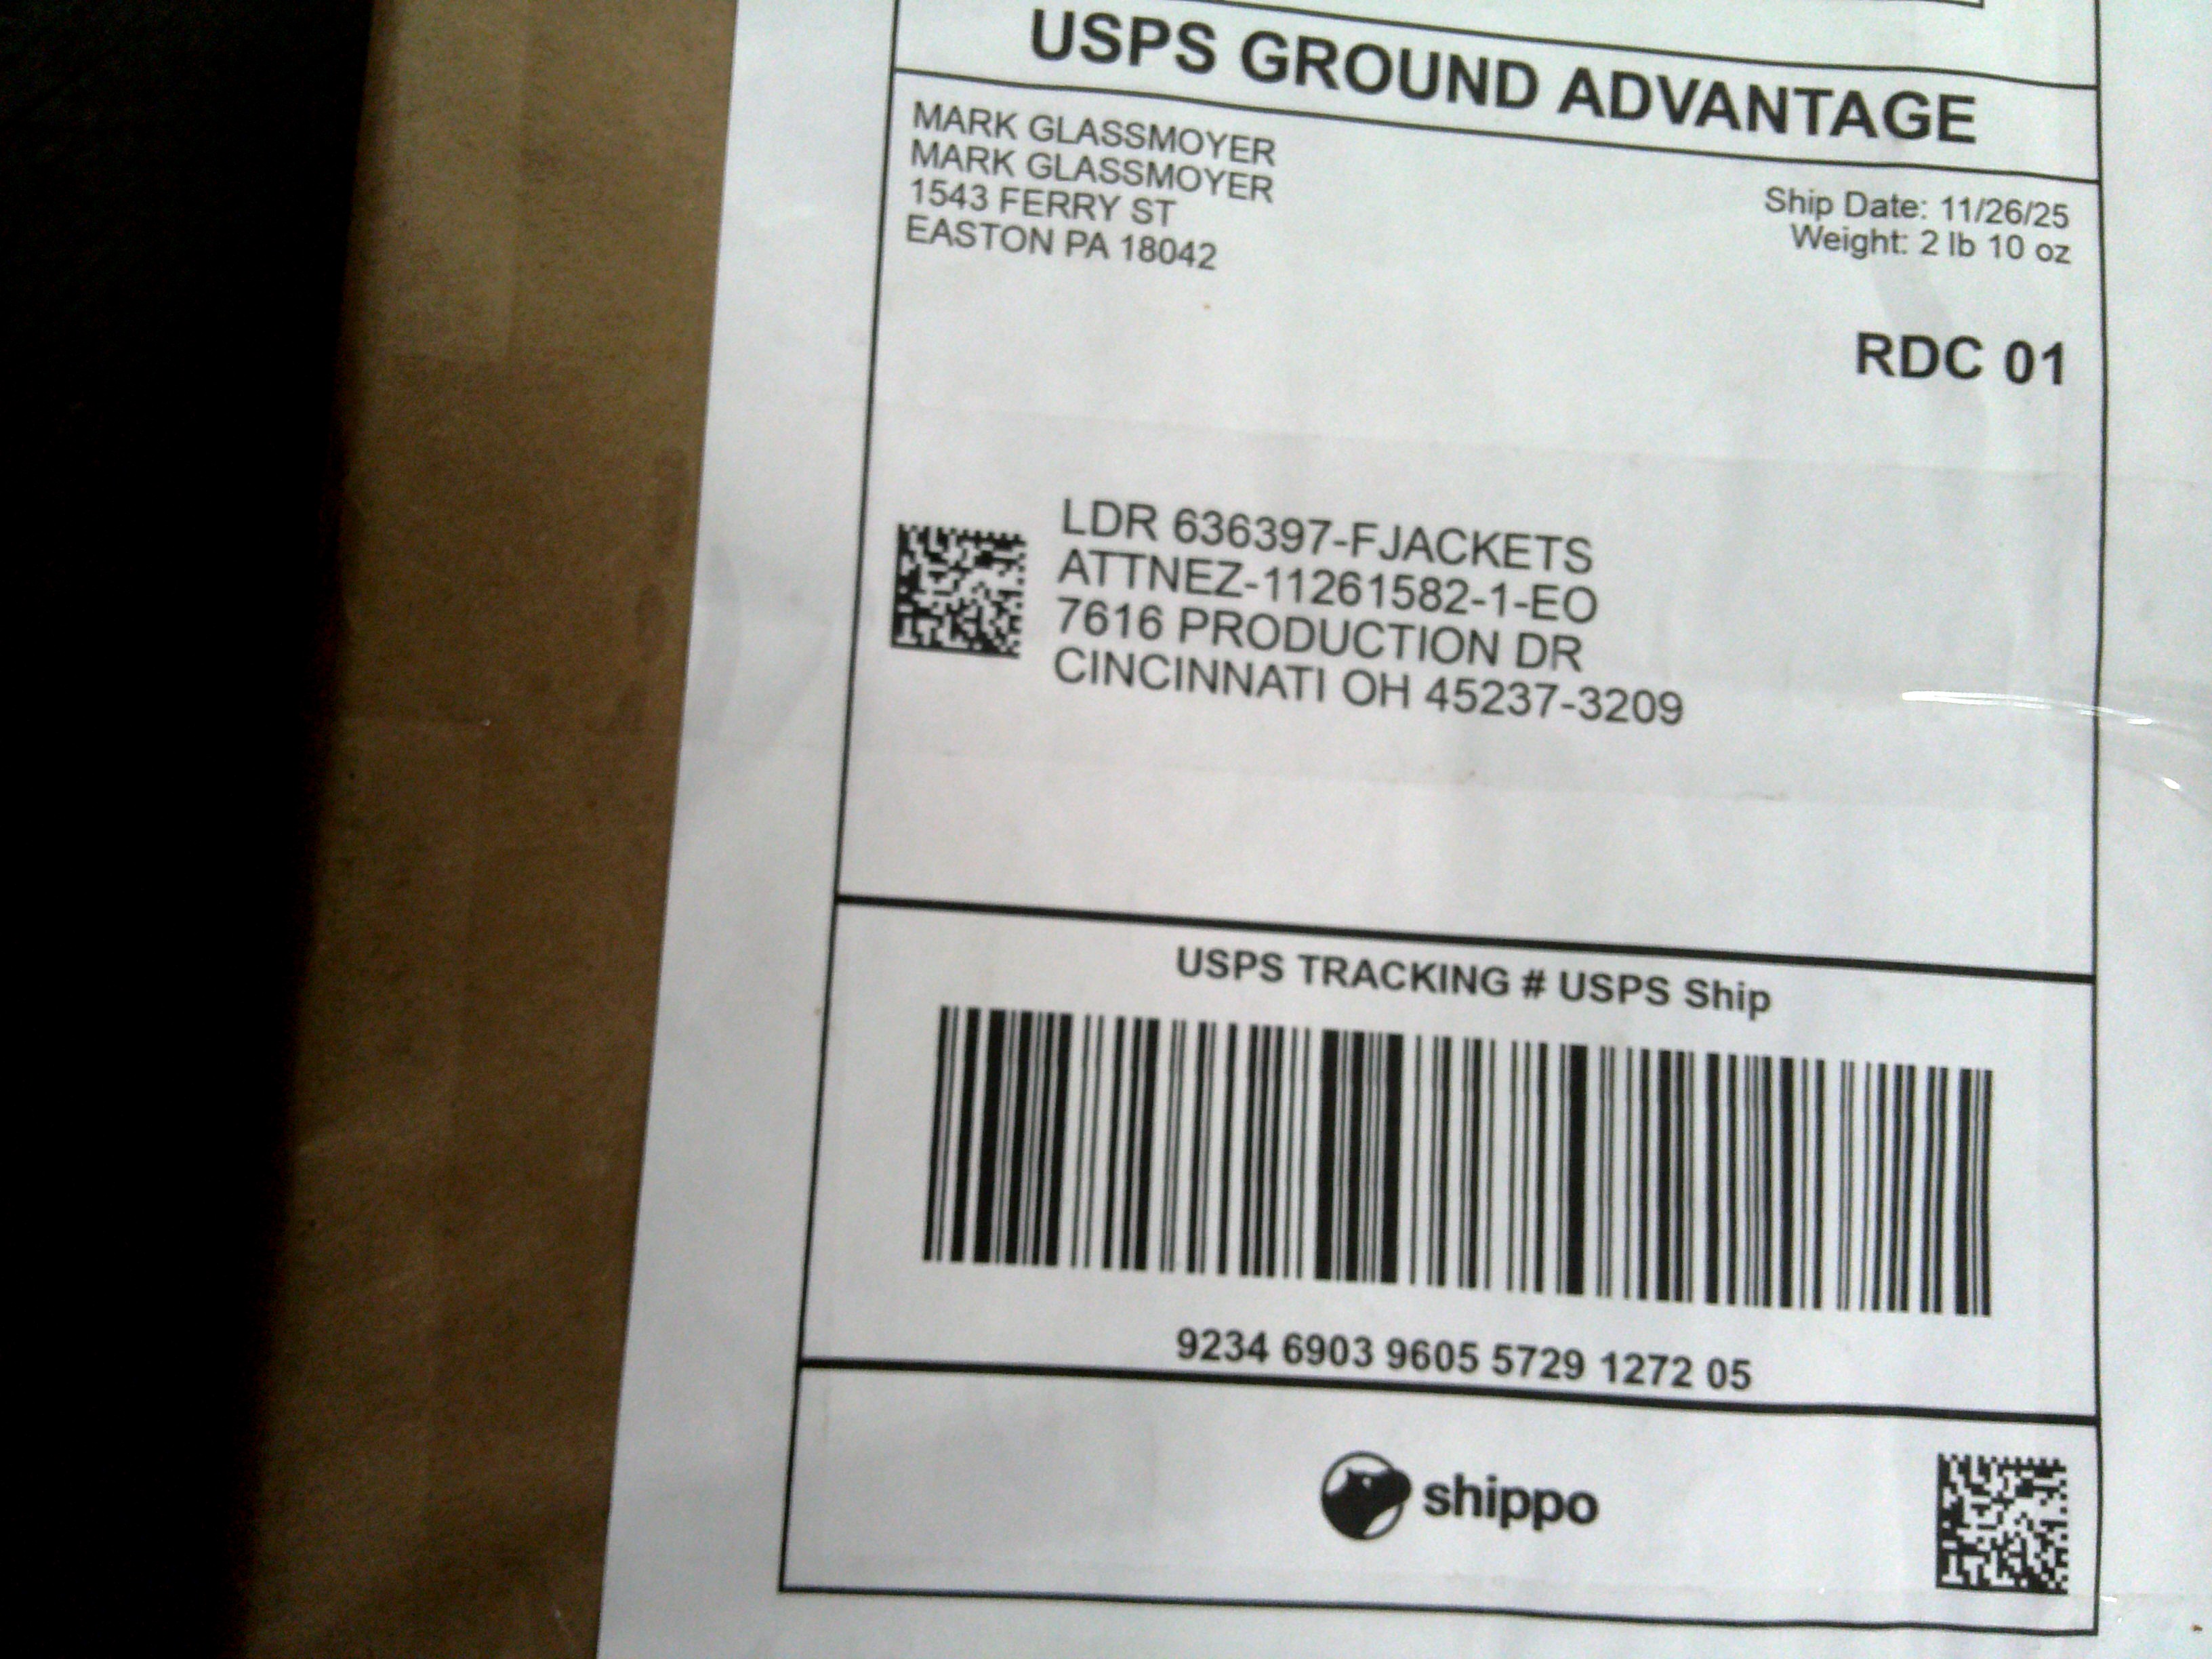 USPS GROUND ADVANTAGE
MARK GLASSMOYER
MARK GLASSMOYER
1543 FERRY ST
EASTON PA 18042
Ship Date: 11/26/25
Weight: 2 lb 10 oz
RDC 01
LDR 636397-FJACKETS
ATTNEZ-11261582-1-EO
7616 PRODUCTION DR
CINCINNATI OH 45237-3209
USPS TRACKING # USPS Ship
9234 6903 9605 5729 1272 05
shippo